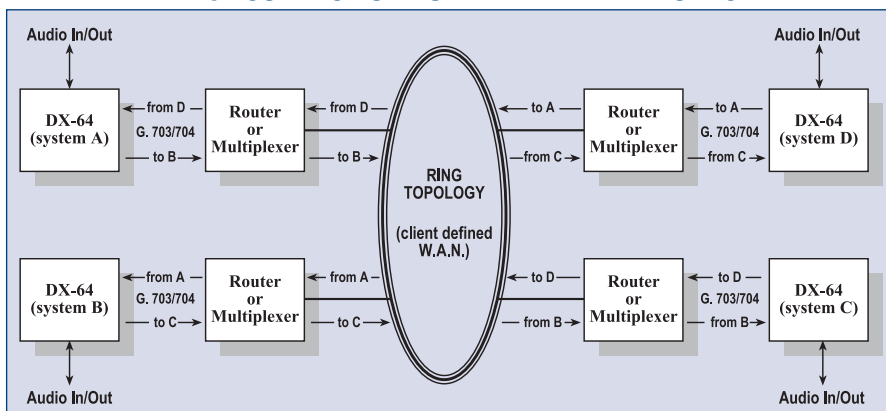 Audio In/Out
Audio In/Out
DX-64
(system A)
from D
G. 703/704
to B
Router
or
Multiplexer
from D
to B
to A
from C
Router
or
Multiplexer
to A
G. 703/704
from C
DX-64
(system D)
RING
TOPOLOGY
(client defined
W.A.N.)
DX-64
(system B)
from A
G. 703/704
to C
Router
or
Multiplexer
from A
to C
to D
from B
Router
or
Multiplexer
to D
G. 703/704
from B
DX-64
(system C)
Audio In/Out
Audio In/Out